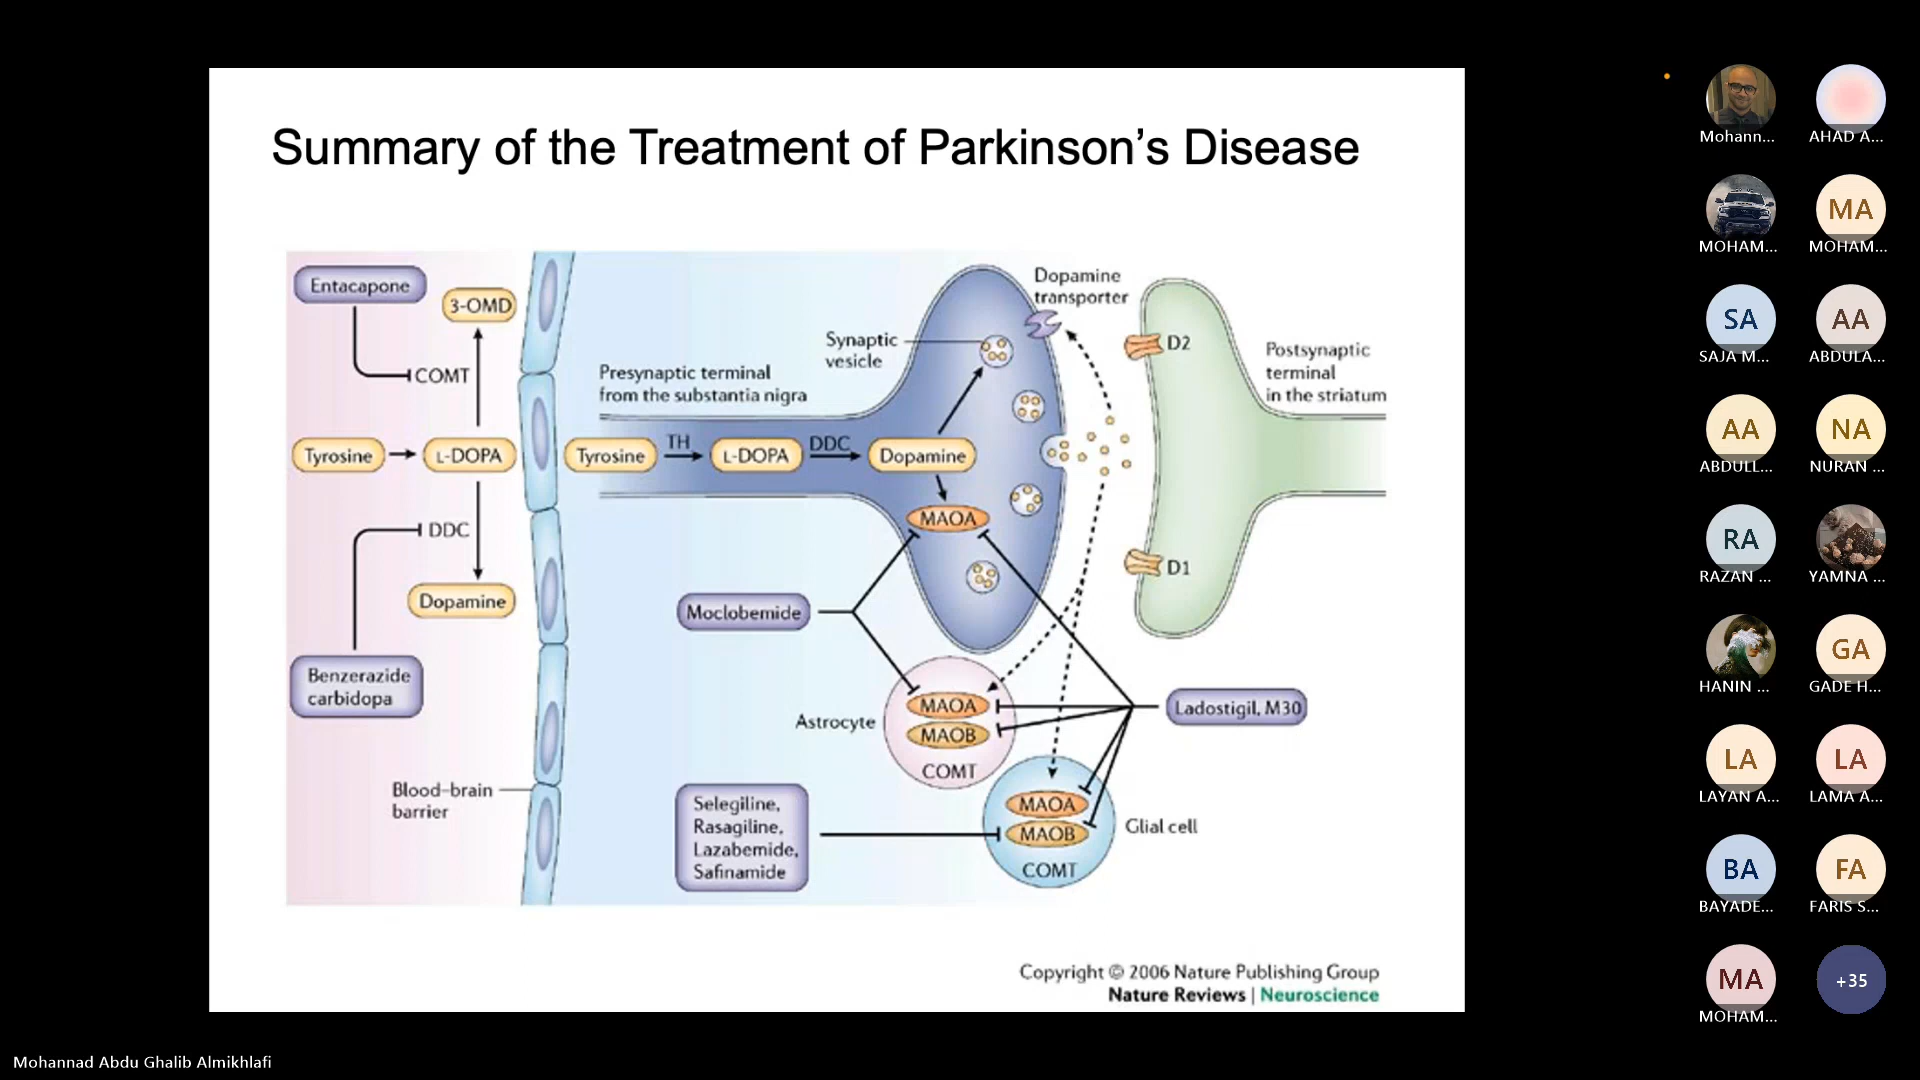 Summary of the Treatment of Parkinson's Disease
Entacapone
3-OMD
COMT
Tyrosine
L-DOPA
DDC
Dopamine
Benzerazide
carbidopa
Blood–brain
barrier
Presynaptic terminal
from the substantia nigra
Synaptic
vesicle
Dopamine
transporter
D2
Postsynaptic
terminal
in the striatum
Tyrosine
TH
L-DOPA
DDC
Dopamine
MAOA
D1
Moclobemide
Astrocyte
MAOA
MAOB
COMT
Ladostigil, M30
Selegiline,
Rasagiline,
Lazabemide,
Safinamide
MAOA
MAOB
COMT
Glial cell
Copyright © 2006 Nature Publishing Group
Nature Reviews | Neuroscience
Mohann...
AHAD A...
MOHAM...
MA
MOHAM...
SA
SAJA M...
AA
ABDULA...
AA
ABDULL...
NA
NURAN ...
RA
RAZAN ...
YAMNA ...
HANIN ...
GA
GADE H...
LA
LAYAN A...
LA
LAMA A...
BA
BAYADE...
FA
FARIS S...
MA
MOHAM...
+35
Mohannad Abdu Ghalib Almikhlafi